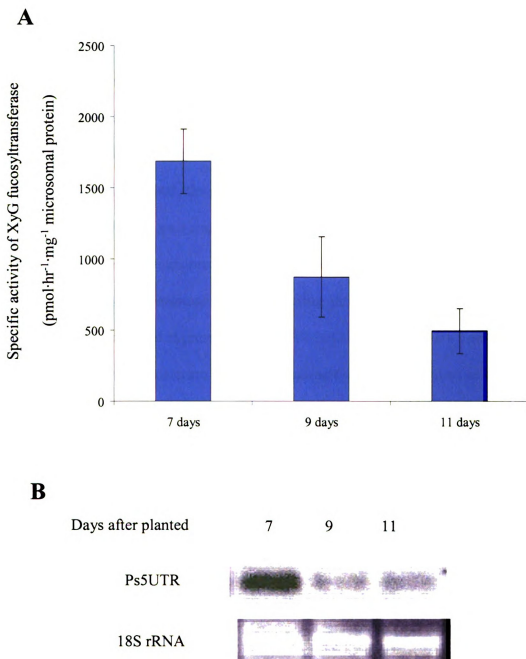 A
Specific activity of XyG fucosyltransferase
(pmol·hr⁻¹·mg⁻¹ microsomal protein)
2500
2000
1500
1000
500
0
7 days 9 days 11 days
B
Days after planted 7 9 11
Ps5UTR
18S rRNA